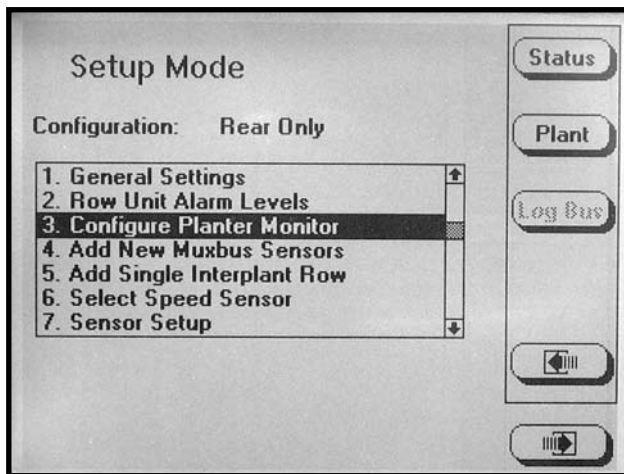 Setup Mode
Configuration: Rear Only
1. General Settings
2. Row Unit Alarm Levels
3. Configure Planter Monitor
4. Add New Muxbus Sensors
5. Add Single Interplant Row
6. Select Speed Sensor
7. Sensor Setup
Status
Plant
Log Bus